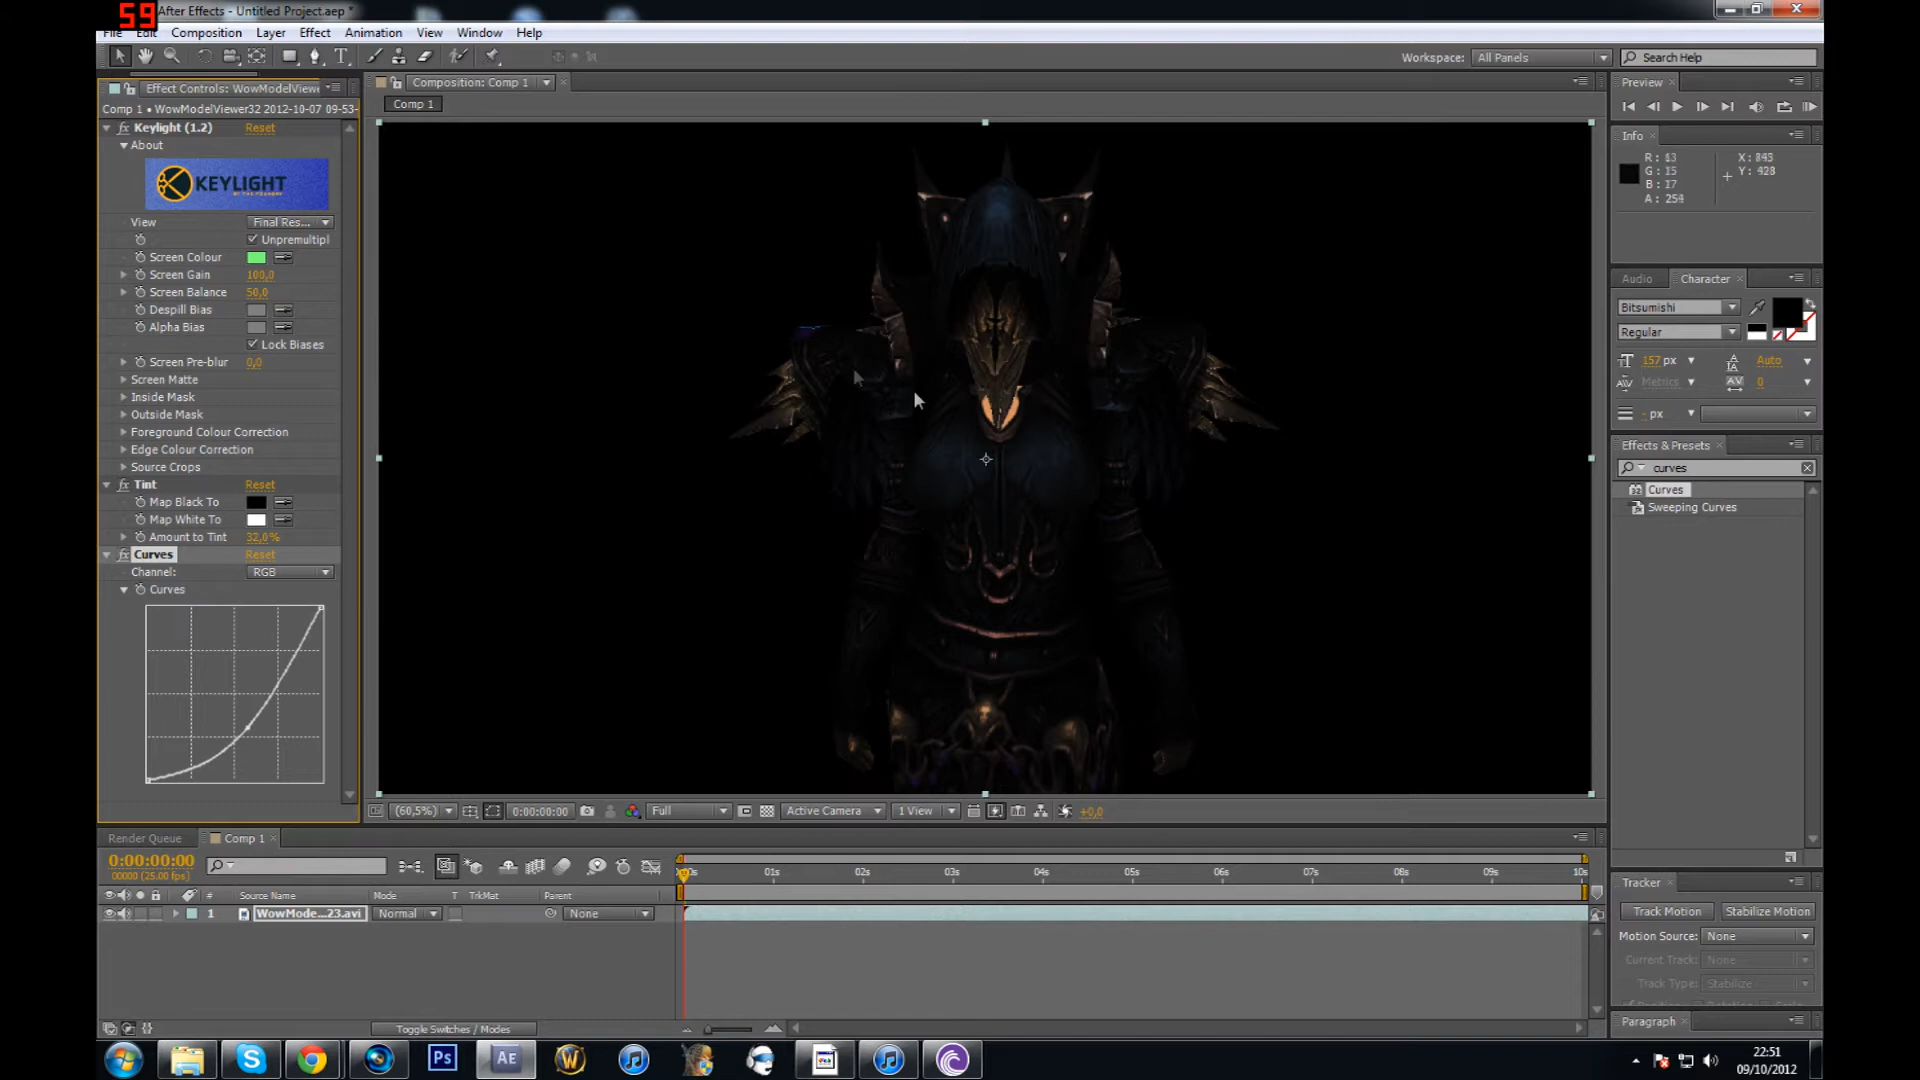 59
After Effects - Untitled Project.aep *
File Edit Composition Layer Effect Animation View Window Help
Workspace: All Panels
Search Help
Effect Controls: WowModelViewe
Comp 1 • WowModelViewer32 2012-10-07 09-53-
Keylight (1.2) Reset
About
KEYLIGHT
View Final Res...
Unpremultipl
Screen Colour
Screen Gain 100,0
Screen Balance 50,0
Despill Bias
Alpha Bias
Lock Biases
Screen Pre-blur 0,0
Screen Matte
Inside Mask
Outside Mask
Foreground Colour Correction
Edge Colour Correction
Source Crops
Tint Reset
Map Black To
Map White To
Amount to Tint 32,0%
Curves Reset
Channel: RGB
Curves
Composition: Comp 1
Comp 1
(60,5%) 0:00:00:00 Full Active Camera 1 View +0,0
Preview
Info
R: 13
G: 15
B: 17
A: 254
X: 843
Y: 428
Audio Character
Bitsumishi
Regular
157 px Auto
Metrics 0
- px
Effects & Presets
curves
Curves
Sweeping Curves
Tracker
Track Motion Stabilize Motion
Motion Source: None
Current Track: None
Track Type: Stabilize
Paragraph
Render Queue Comp 1
0:00:00:00
00000 (25.00 fps)
# Source Name Mode T TrkMat Parent
1 WowMode...23.avi Normal None
01s 02s 03s 04s 05s 06s 07s 08s 09s 10s
Toggle Switches / Modes
Ps Ae W
22:51
09/10/2012